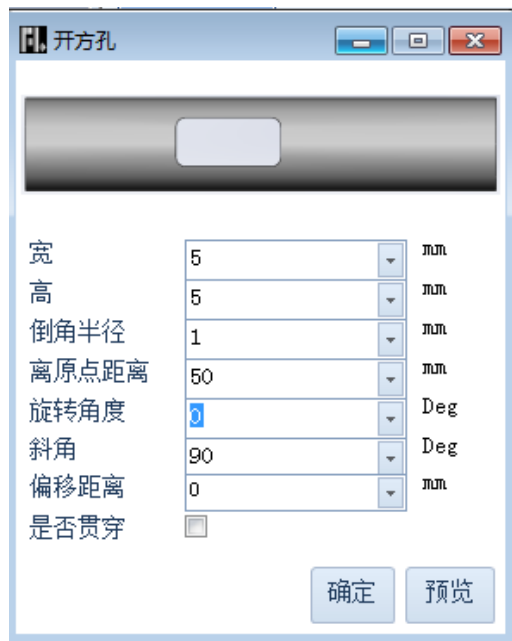 开方孔
宽 5 mm
高 5 mm
倒角半径 1 mm
离原点距离 50 mm
旋转角度 0 Deg
斜角 90 Deg
偏移距离 0 mm
是否贯穿
确定 预览